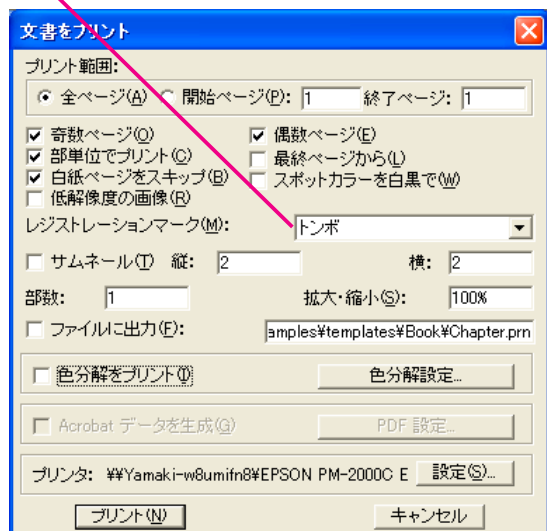 文書をプリント
プリント範囲:
全ページ(A) 開始ページ(P): 1 終了ページ: 1
奇数ページ(O) 偶数ページ(E)
部単位でプリント(C) 最終ページから(L)
白紙ページをスキップ(B) スポットカラーを白黒で(W)
低解像度の画像(R)
レジストレーションマーク(M): トンボ
サムネール(T) 縦: 2 横: 2
部数: 1 拡大・縮小(S): 100%
ファイルに出力(F): amples¥templates¥Book¥Chapter.prn
色分解をプリント(I) 色分解設定...
Acrobat データを生成(G) PDF 設定...
プリンタ: ¥¥Yamaki-w8umifn8¥EPSON PM-2000C E 設定(S)...
プリント(N) キャンセル